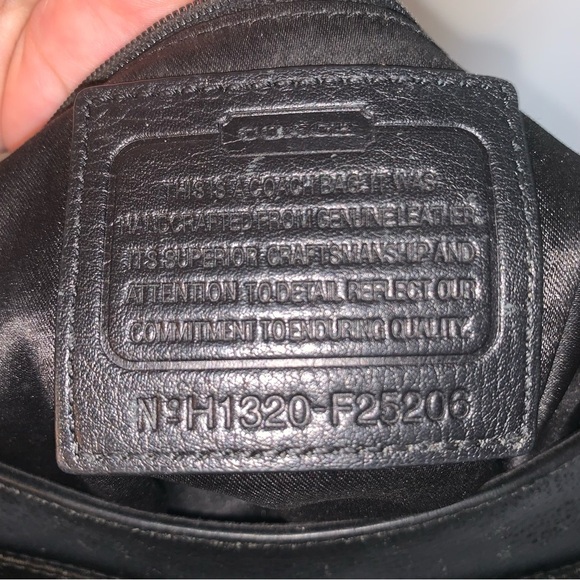 THIS IS A COACH BAG. IT WAS
HANDCRAFTED FROM GENUINE LEATHER.
ITS SUPERIOR CRAFTSMANSHIP AND
ATTENTION TO DETAIL REFLECT OUR
COMMITMENT TO ENDURING QUALITY.
Nº H1320-F25206